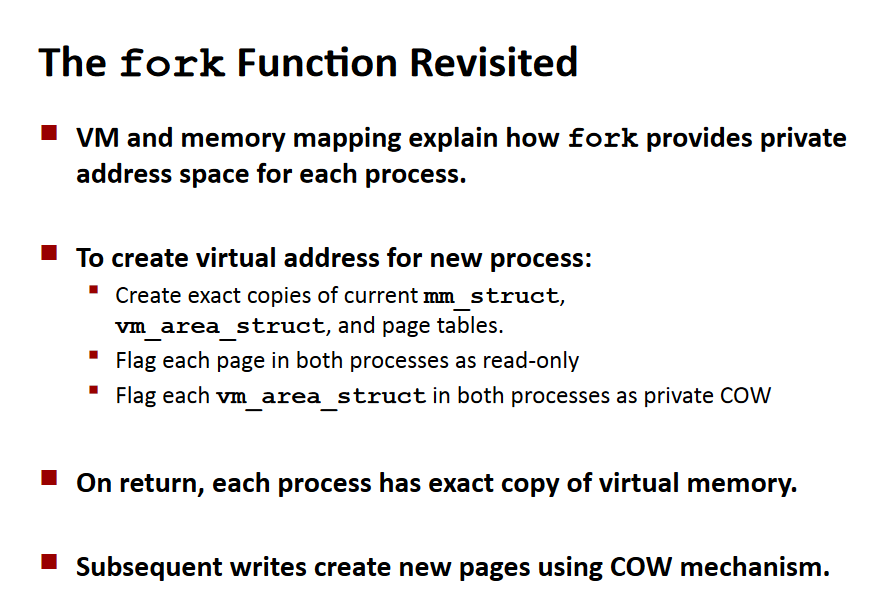 The fork Function Revisited
VM and memory mapping explain how fork provides private
address space for each process.
To create virtual address for new process:
Create exact copies of current mm_struct,
vm_area_struct, and page tables.
Flag each page in both processes as read-only
Flag each vm_area_struct in both processes as private COW
On return, each process has exact copy of virtual memory.
Subsequent writes create new pages using COW mechanism.